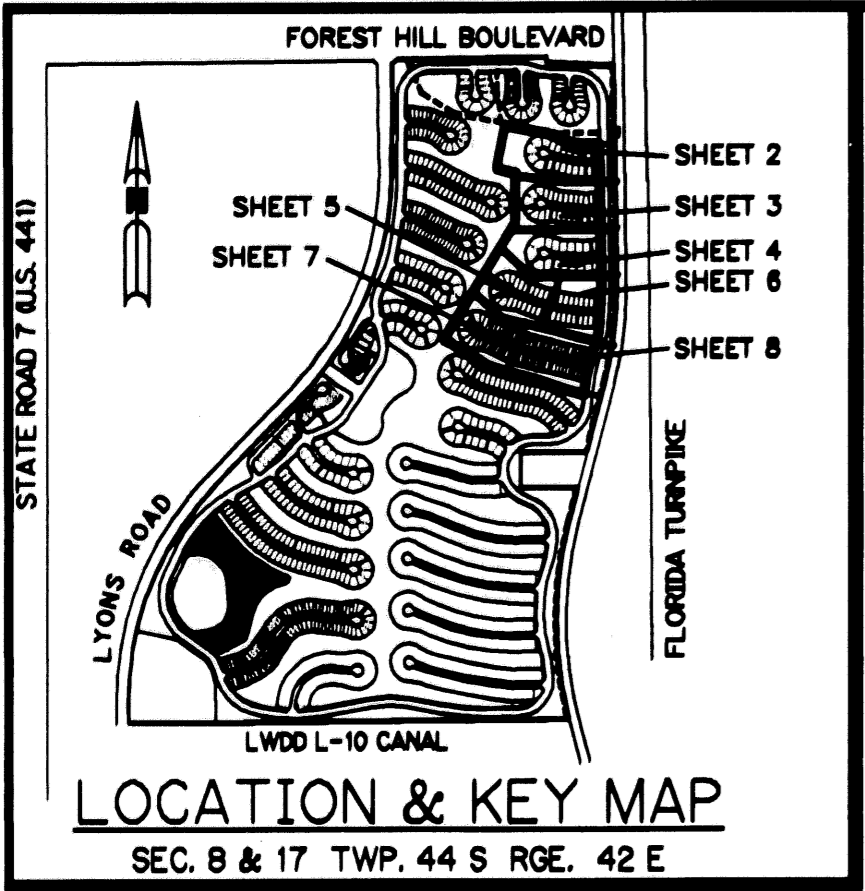 FOREST HILL BOULEVARD
SHEET 2
SHEET 5
SHEET 3
SHEET 7
SHEET 4
SHEET 6
SHEET 8
STATE ROAD 7 (U.S. 441)
LYONS ROAD
FLORIDA TURNPIKE
LWDD L-10 CANAL
LOCATION & KEY MAP
SEC. 8 & 17 TWP. 44 S RGE. 42 E